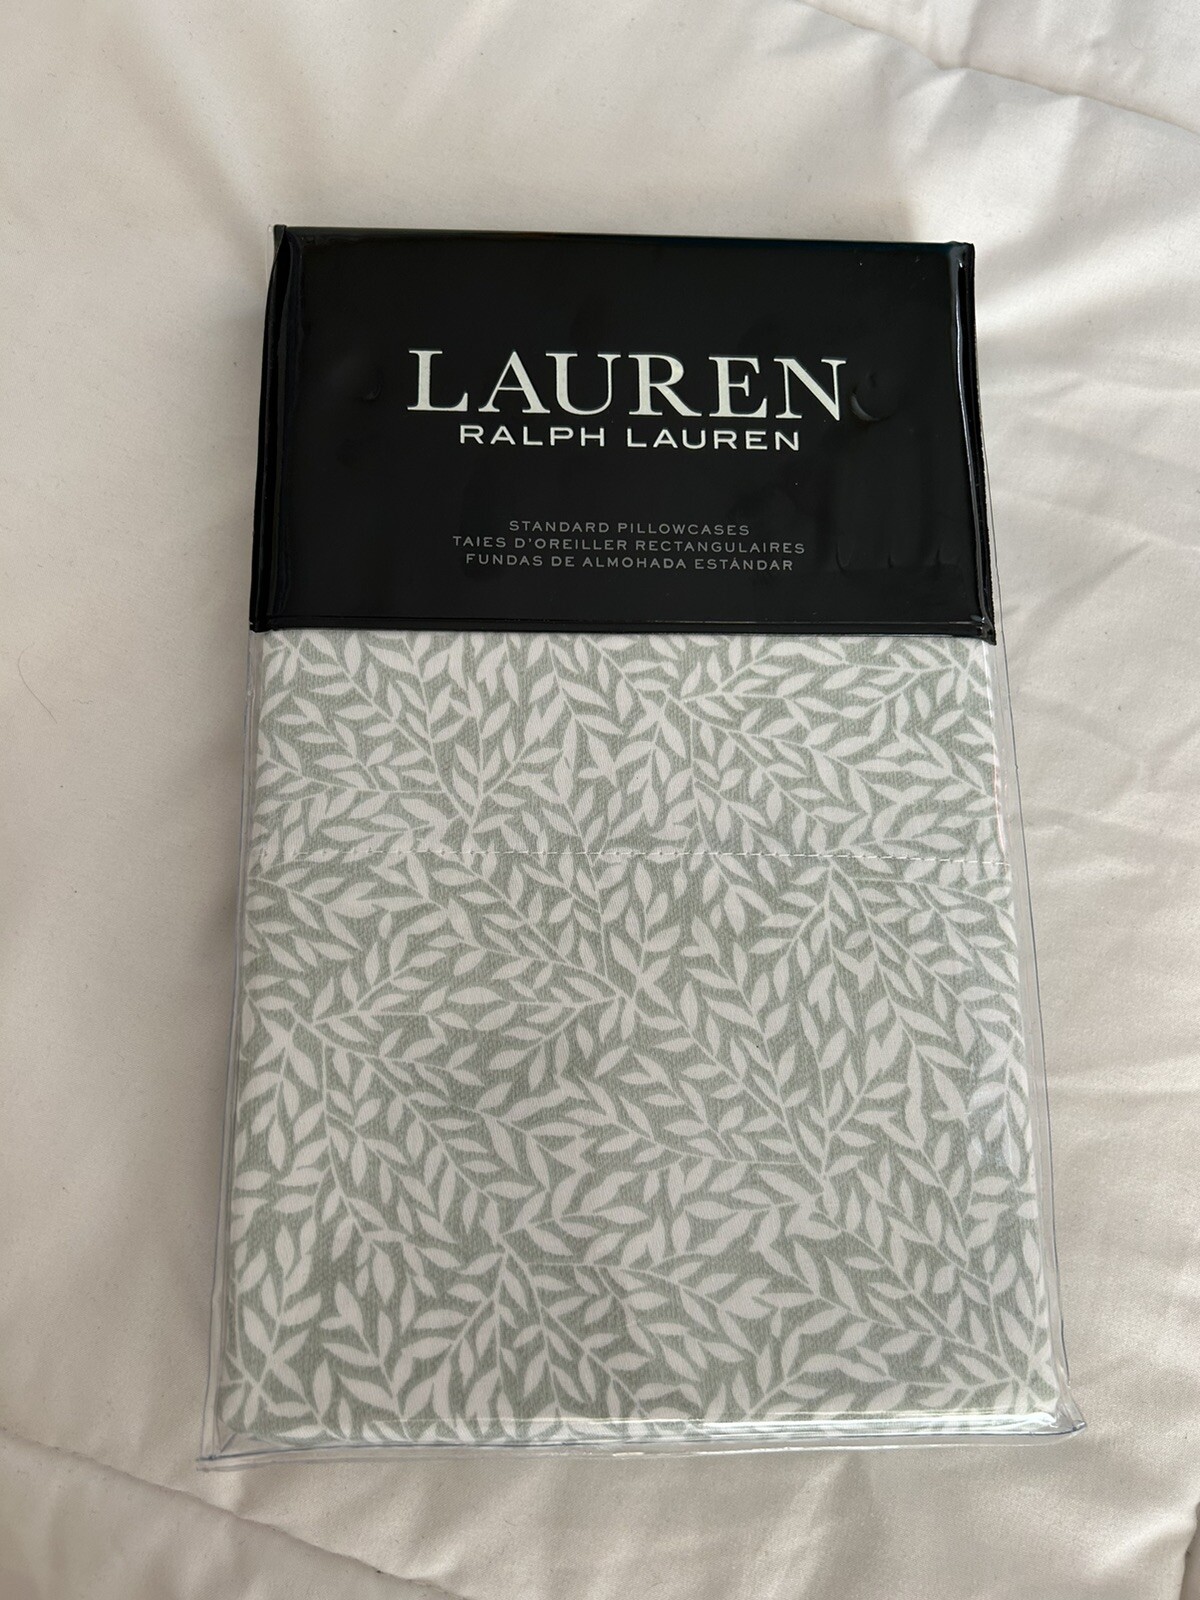 LAUREN
RALPH LAUREN
STANDARD PILLOWCASES
TAIES D'OREILLER RECTANGULAIRES
FUNDAS DE ALMOHADA ESTÁNDAR